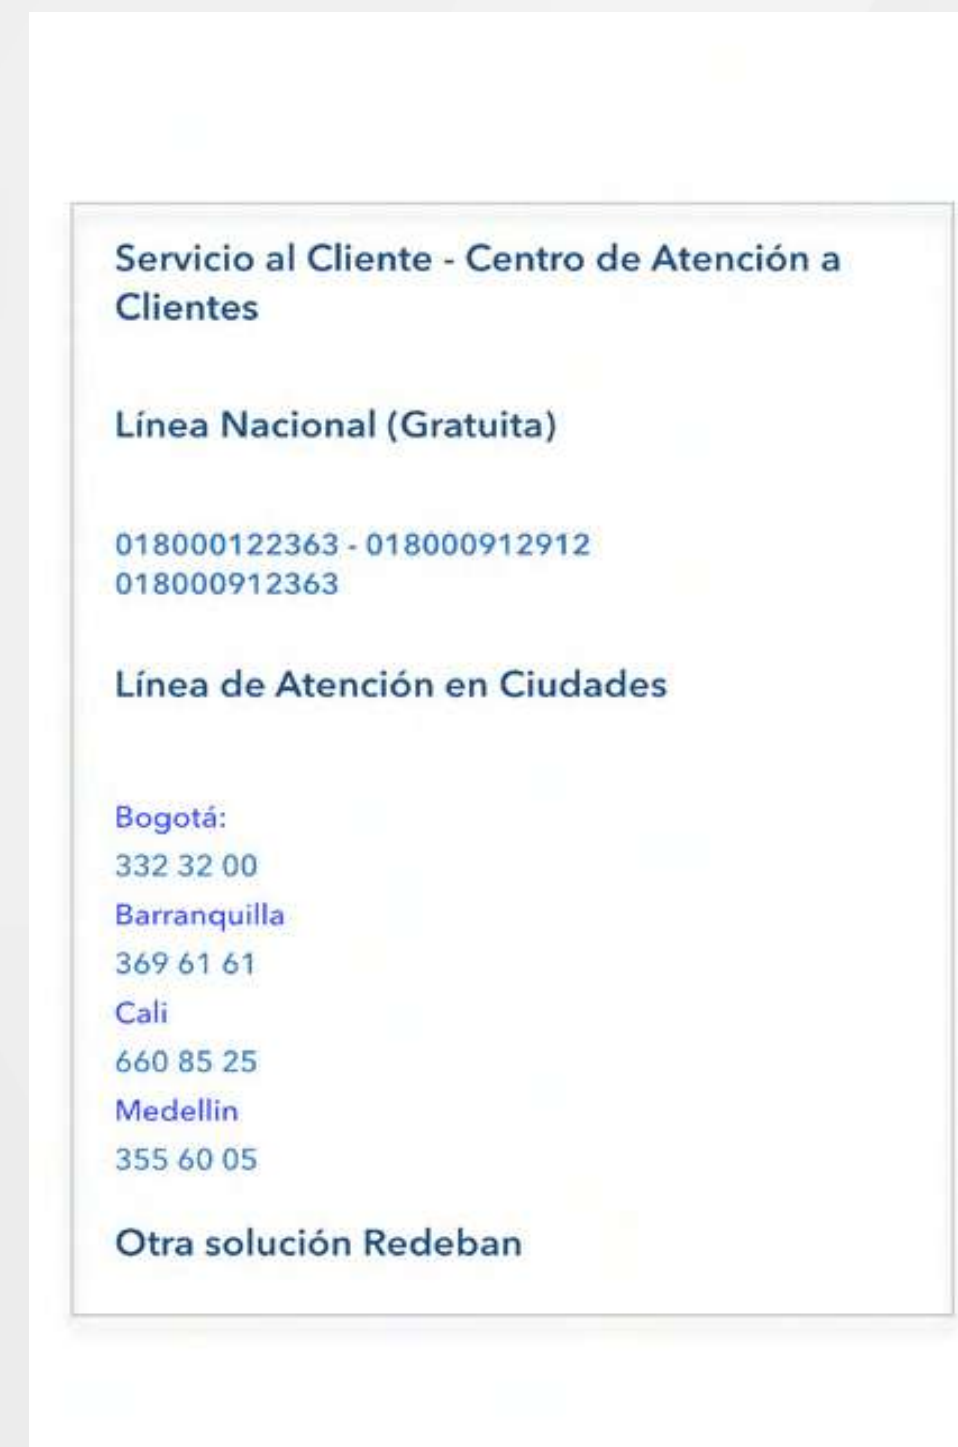 Servicio al Cliente - Centro de Atención a
Clientes
Línea Nacional (Gratuita)
018000122363 - 018000912912
018000912363
Línea de Atención en Ciudades
Bogotá:
332 32 00
Barranquilla
369 61 61
Cali
660 85 25
Medellin
355 60 05
Otra solución Redeban